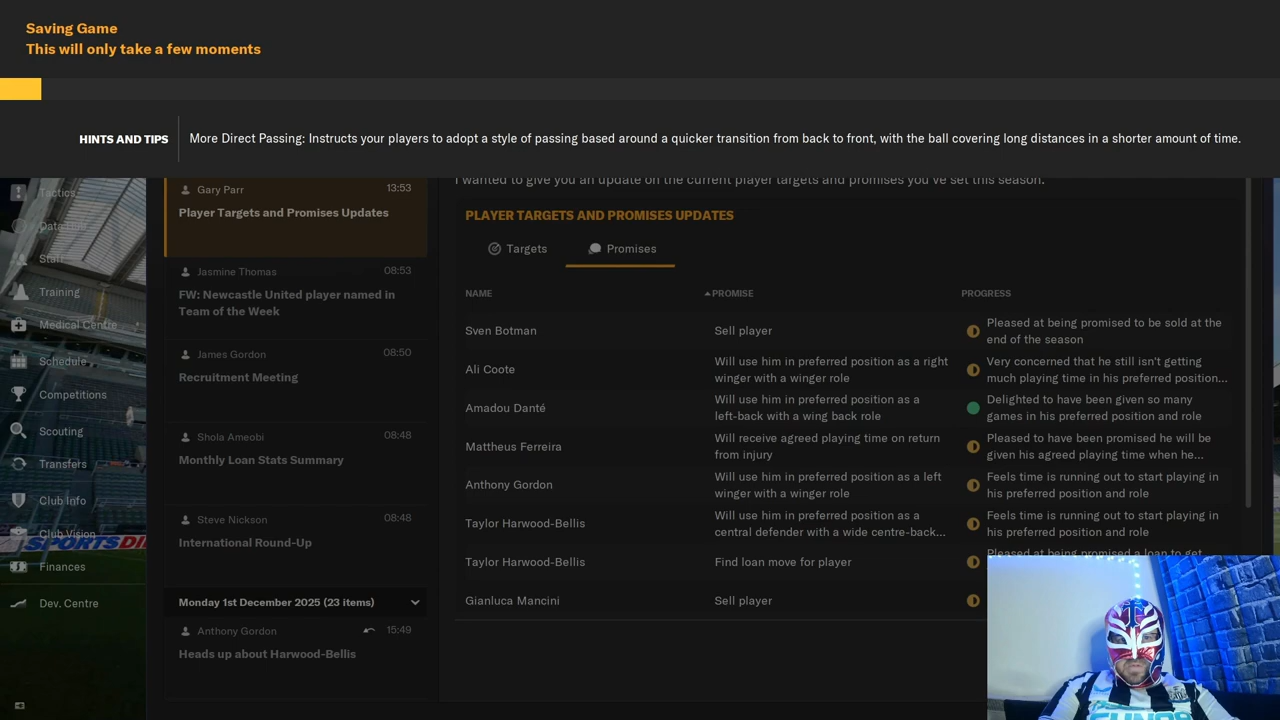 Saving Game
This will only take a few moments
HINTS AND TIPS
More Direct Passing: Instructs your players to adopt a style of passing based around a quicker transition from back to front, with the ball covering long distances in a shorter amount of time.
Tactics
Data Hub
Staff
Training
Medical Centre
Schedule
Competitions
Scouting
Transfers
Club Info
Club Vision
SPORTS DI
Finances
Dev. Centre
Gary Parr 13:53
Player Targets and Promises Updates
Jasmine Thomas 08:53
FW: Newcastle United player named in
Team of the Week
James Gordon 08:50
Recruitment Meeting
Shola Ameobi 08:48
Monthly Loan Stats Summary
Steve Nickson 08:48
International Round-Up
Monday 1st December 2025 (23 items)
Anthony Gordon 15:49
Heads up about Harwood-Bellis
I wanted to give you an update on the current player targets and promises you've set this season.
PLAYER TARGETS AND PROMISES UPDATES
Targets Promises
NAME PROMISE PROGRESS
Sven Botman Sell player Pleased at being promised to be sold at the
end of the season
Ali Coote Will use him in preferred position as a right
winger with a winger role
Very concerned that he still isn't getting
much playing time in his preferred position...
Amadou Danté Will use him in preferred position as a
left-back with a wing back role
Delighted to have been given so many
games in his preferred position and role
Mattheus Ferreira Will receive agreed playing time on return
from injury
Pleased to have been promised he will be
given his agreed playing time when he...
Anthony Gordon Will use him in preferred position as a left
winger with a winger role
Feels time is running out to start playing in
his preferred position and role
Taylor Harwood-Bellis Will use him in preferred position as a
central defender with a wide centre-back...
Feels time is running out to start playing in
his preferred position and role
Taylor Harwood-Bellis Find loan move for player
Pleased at being promised a loan to get
Gianluca Mancini Sell player